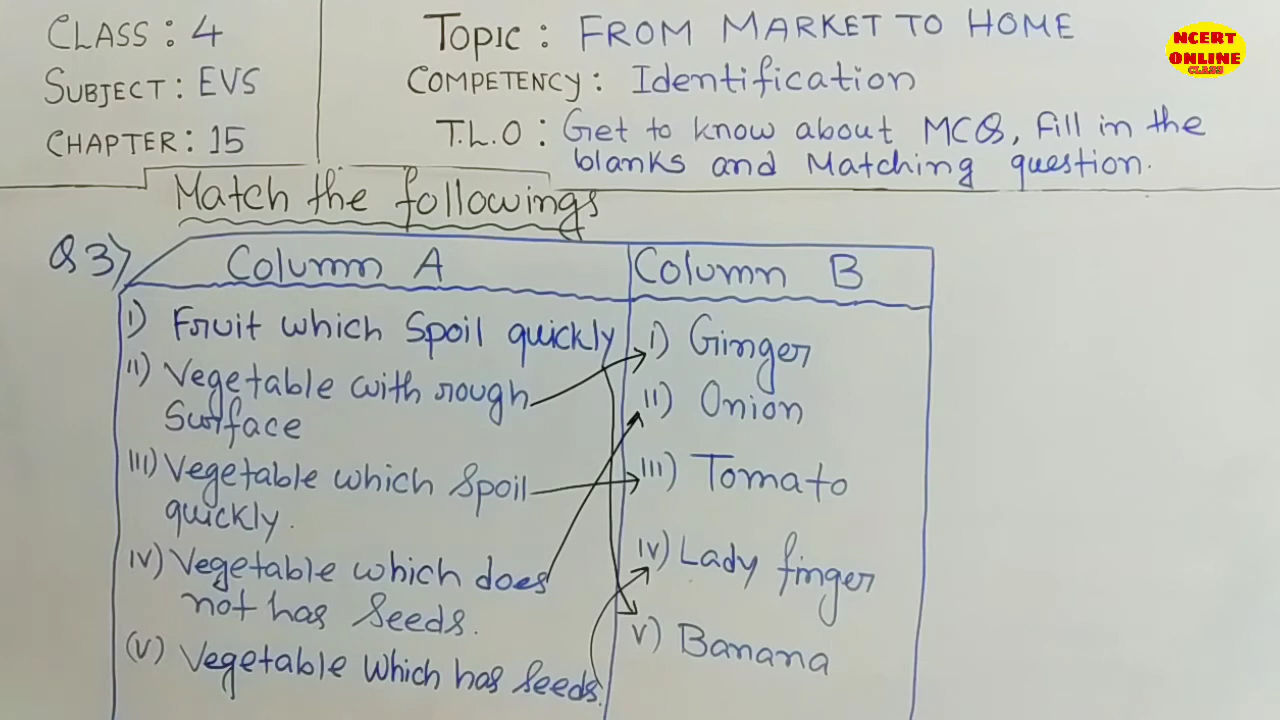 CLASS : 4
SUBJECT : EVS
CHAPTER : 15
TOPIC : FROM MARKET TO HOME
COMPETENCY : Identification
T.L.O : Get to know about MCQ, Fill in the
blanks and Matching question.
NCERT
ONLINE
CLASS
Match the followings
Q 3)
Column A
Column B
i) Fruit which Spoil quickly
i) Ginger
ii) Vegetable with rough
Surface
ii) Onion
iii) Vegetable which Spoil
quickly.
iii) Tomato
iv) Vegetable which does
not has Seeds.
iv) Lady finger
(v) Vegetable which has Seeds.
v) Banana